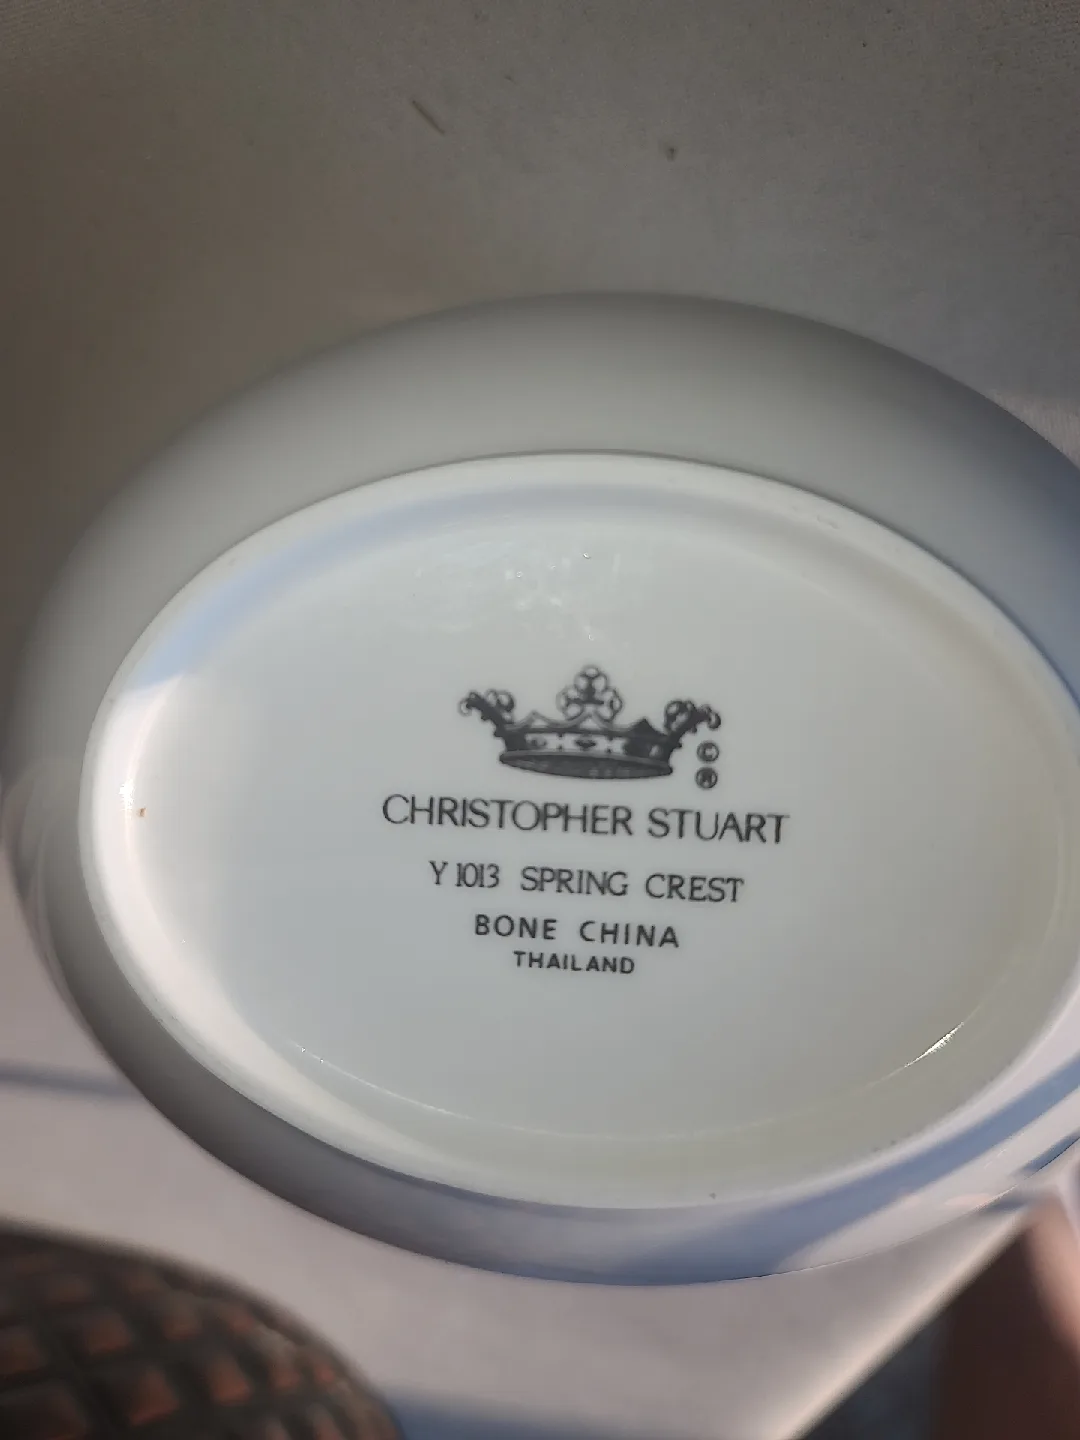 ©
®
CHRISTOPHER STUART
Y 1013 SPRING CREST
BONE CHINA
THAILAND